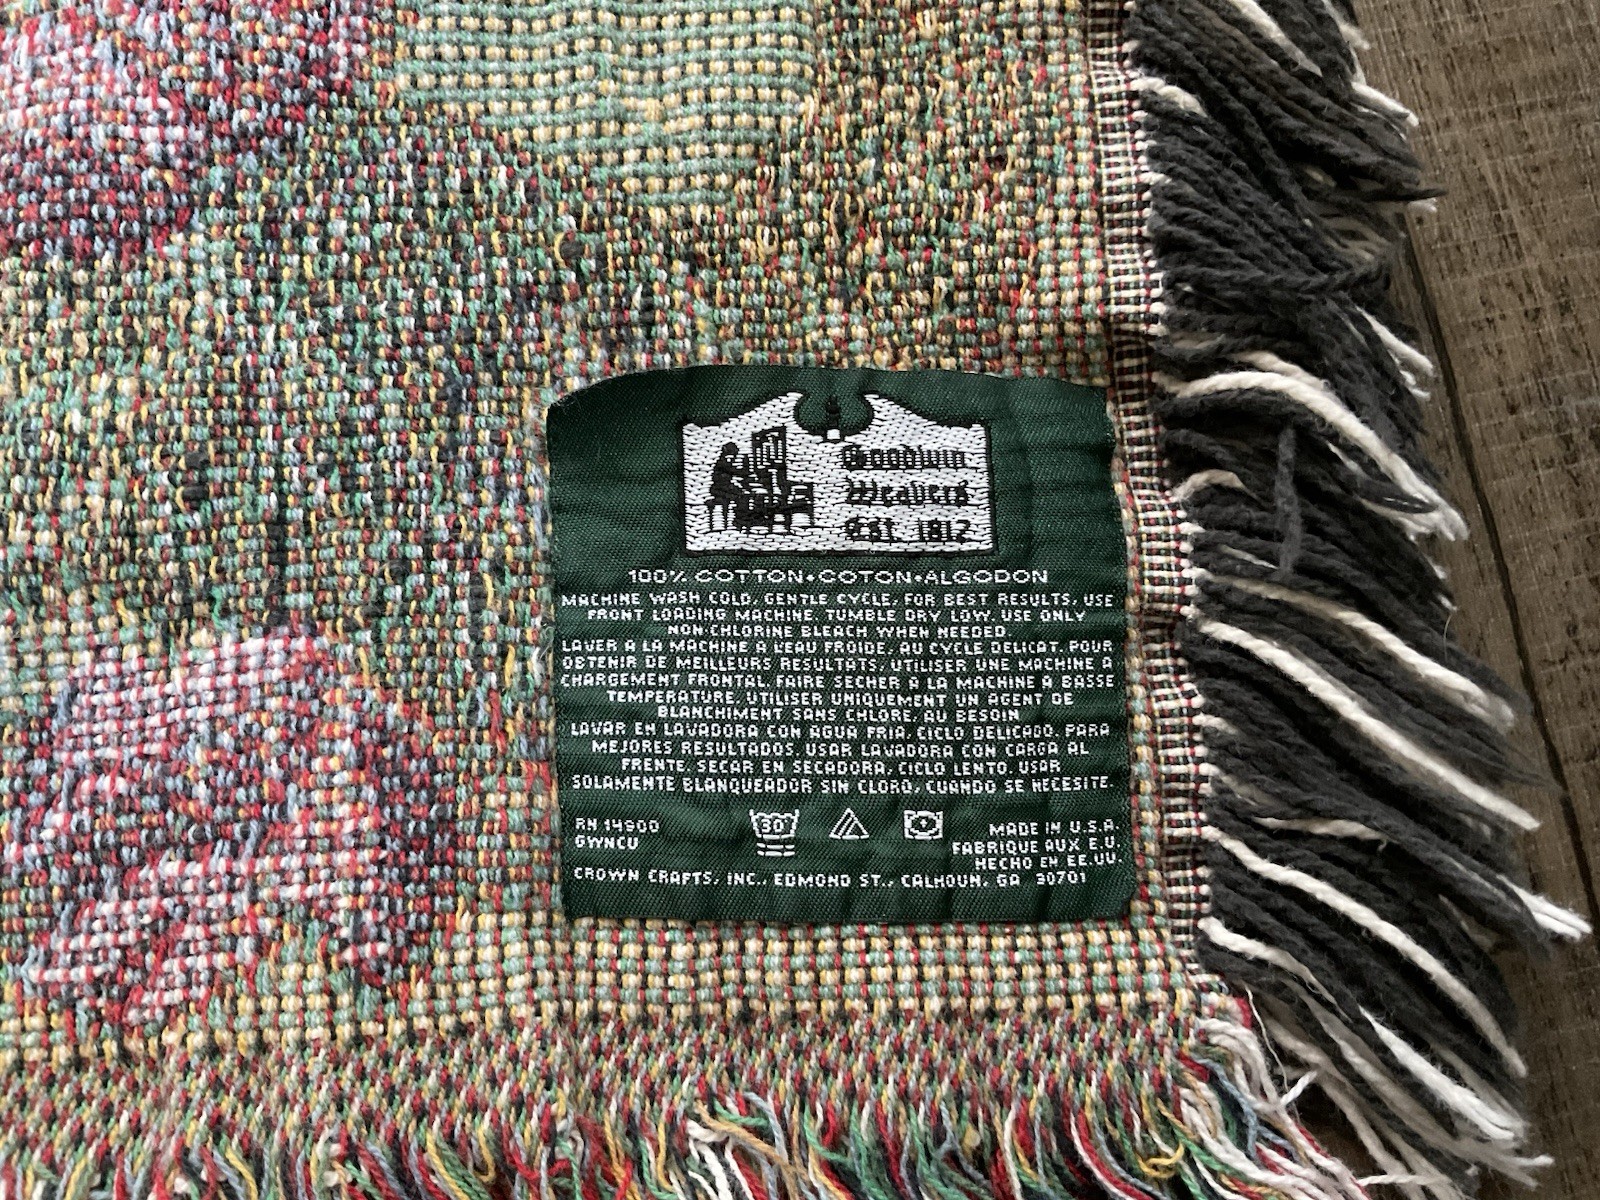 Goodwin
Weavers
EST. 1812
100% COTTON•COTON•ALGODON
MACHINE WASH COLD, GENTLE CYCLE, FOR BEST RESULTS, USE
FRONT LOADING MACHINE. TUMBLE DRY LOW. USE ONLY
NON-CHLORINE BLEACH WHEN NEEDED.
LAVER A LA MACHINE A L'EAU FROIDE, AU CYCLE DELICAT. POUR
OBTENIR DE MEILLEURS RESULTATS, UTILISER UNE MACHINE A
CHARGEMENT FRONTAL. FAIRE SECHER A LA MACHINE A BASSE
TEMPERATURE, UTILISER UNIQUEMENT UN AGENT DE
BLANCHIMENT SANS CHLORE, AU BESOIN
LAVAR EN LAVADORA CON AGUA FRIA, CICLO DELICADO. PARA
MEJORES RESULTADOS, USAR LAVADORA CON CARGA AL
FRENTE. SECAR EN SECADORA, CICLO LENTO. USAR
SOLAMENTE BLANQUEADOR SIN CLORO, CUANDO SE NECESITE.
30°
RN 14900
GWNCU
MADE IN U.S.A.
FABRIQUE AUX E.U.
HECHO EN EE.UU.
CROWN CRAFTS, INC., EDMOND ST., CALHOUN, GA 30701